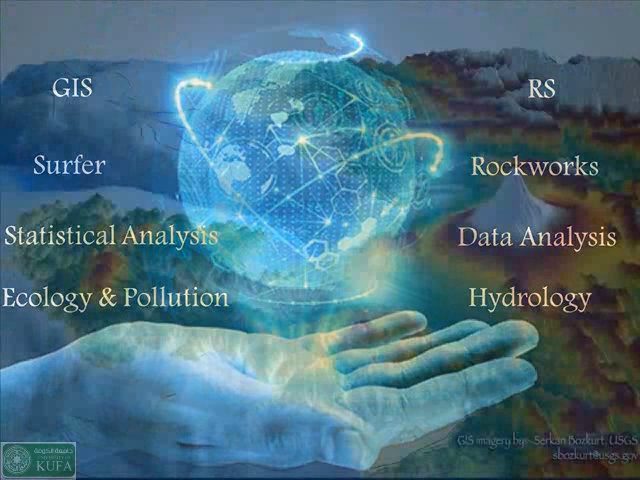 GIS
RS
Surfer
Rockworks
Statistical Analysis
Data Analysis
Ecology & Pollution
Hydrology
GIS imagery by: Serkan Bozkurt, USGS
sbozkurt@usgs.gov
KUFA